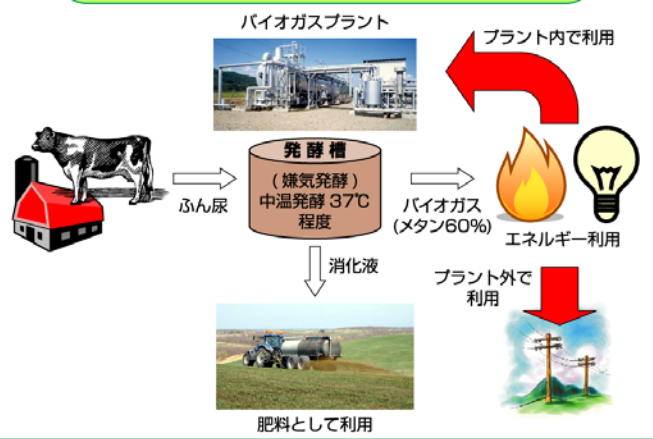 バイオガスプラント
プラント内で利用
発酵槽
(嫌気発酵)
中温発酵 37℃
程度
ふん尿
バイオガス
(メタン60%)
エネルギー利用
消化液
プラント外で
利用
肥料として利用